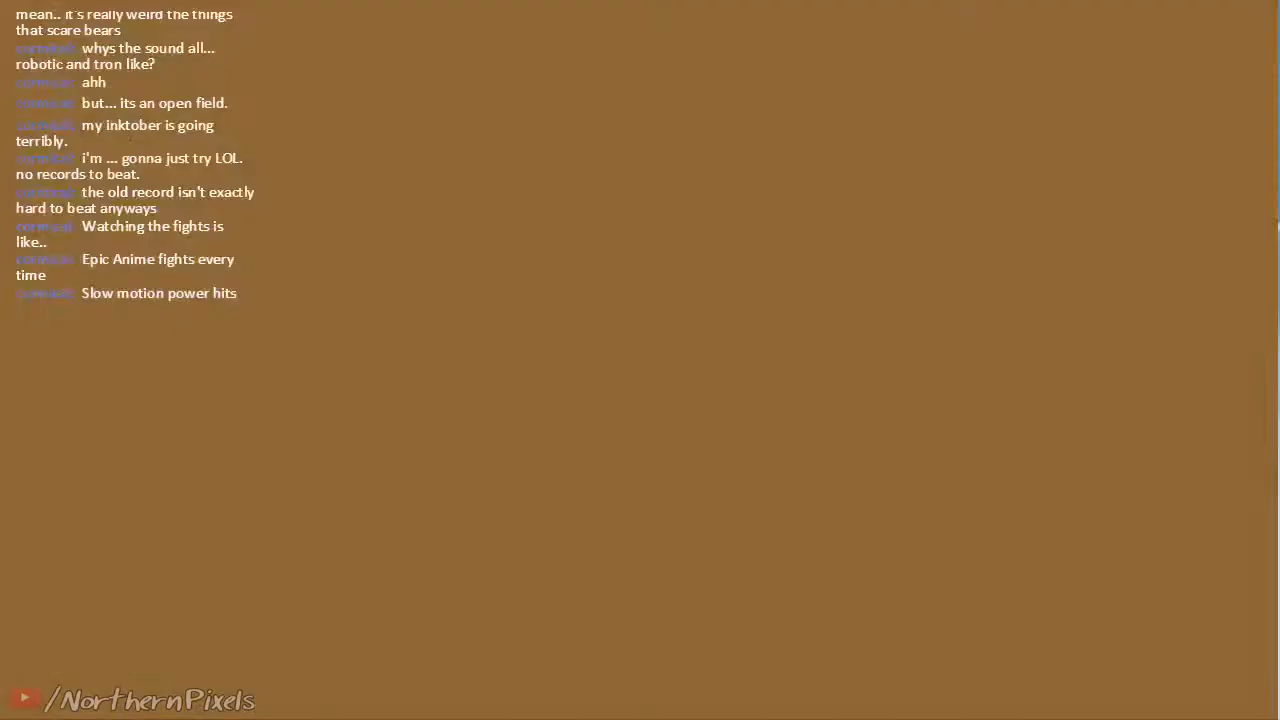 mean.. it's really weird the things
that scare bears
whys the sound all...
robotic and tron like?
ahh
but... its an open field.
my inktober is going
terribly.
i'm ... gonna just try LOL.
no records to beat.
the old record isn't exactly
hard to beat anyways
Watching the fights is
like..
Epic Anime fights every
time
Slow motion power hits
/NorthernPixels